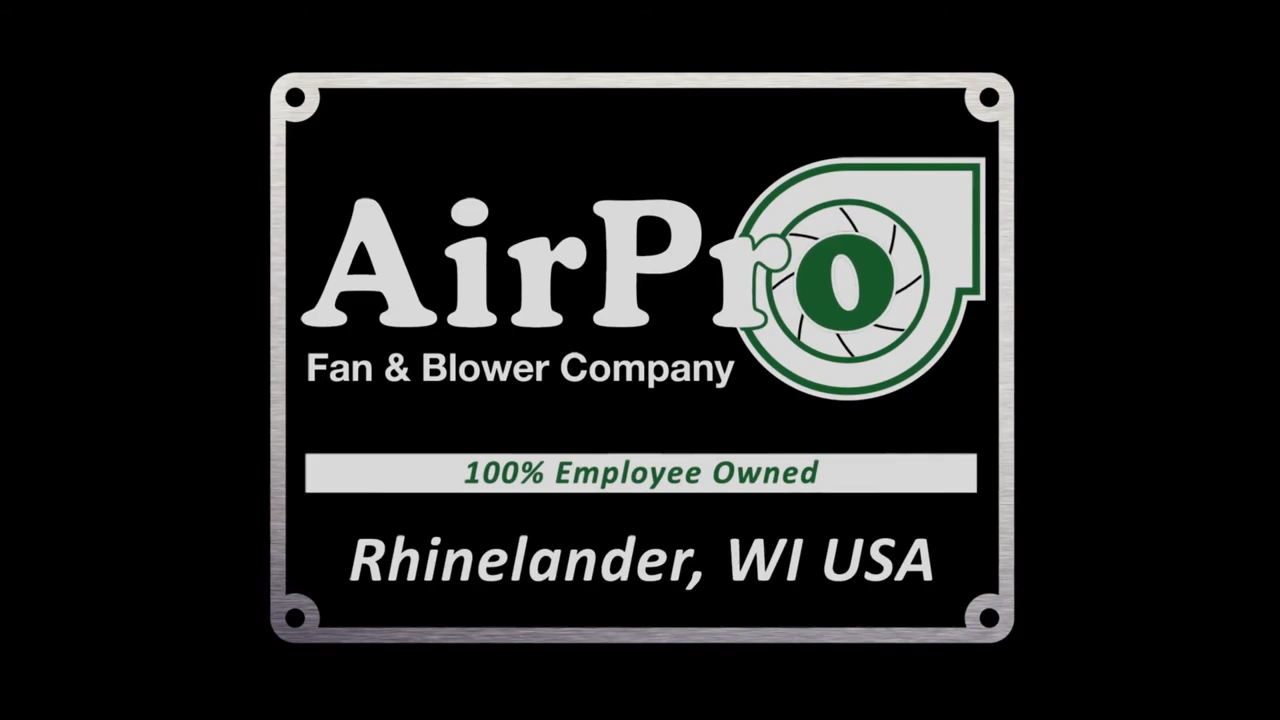 AirPro
Fan & Blower Company
100% Employee Owned
Rhinelander, WI USA